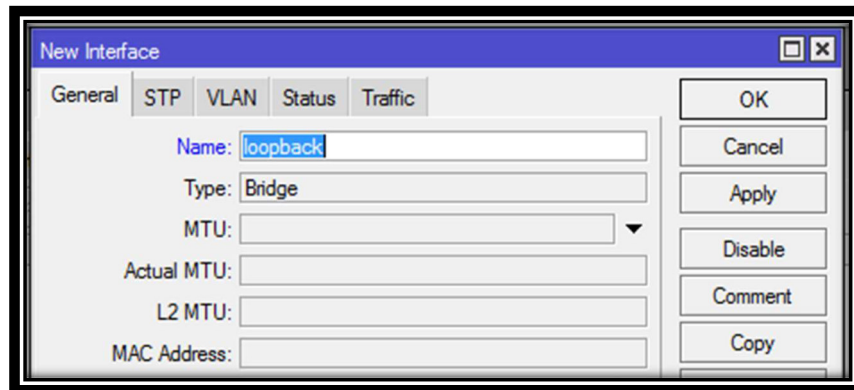 New Interface
General STP VLAN Status Traffic
Name: loopback
Type: Bridge
MTU:
Actual MTU:
L2 MTU:
MAC Address:
OK
Cancel
Apply
Disable
Comment
Copy